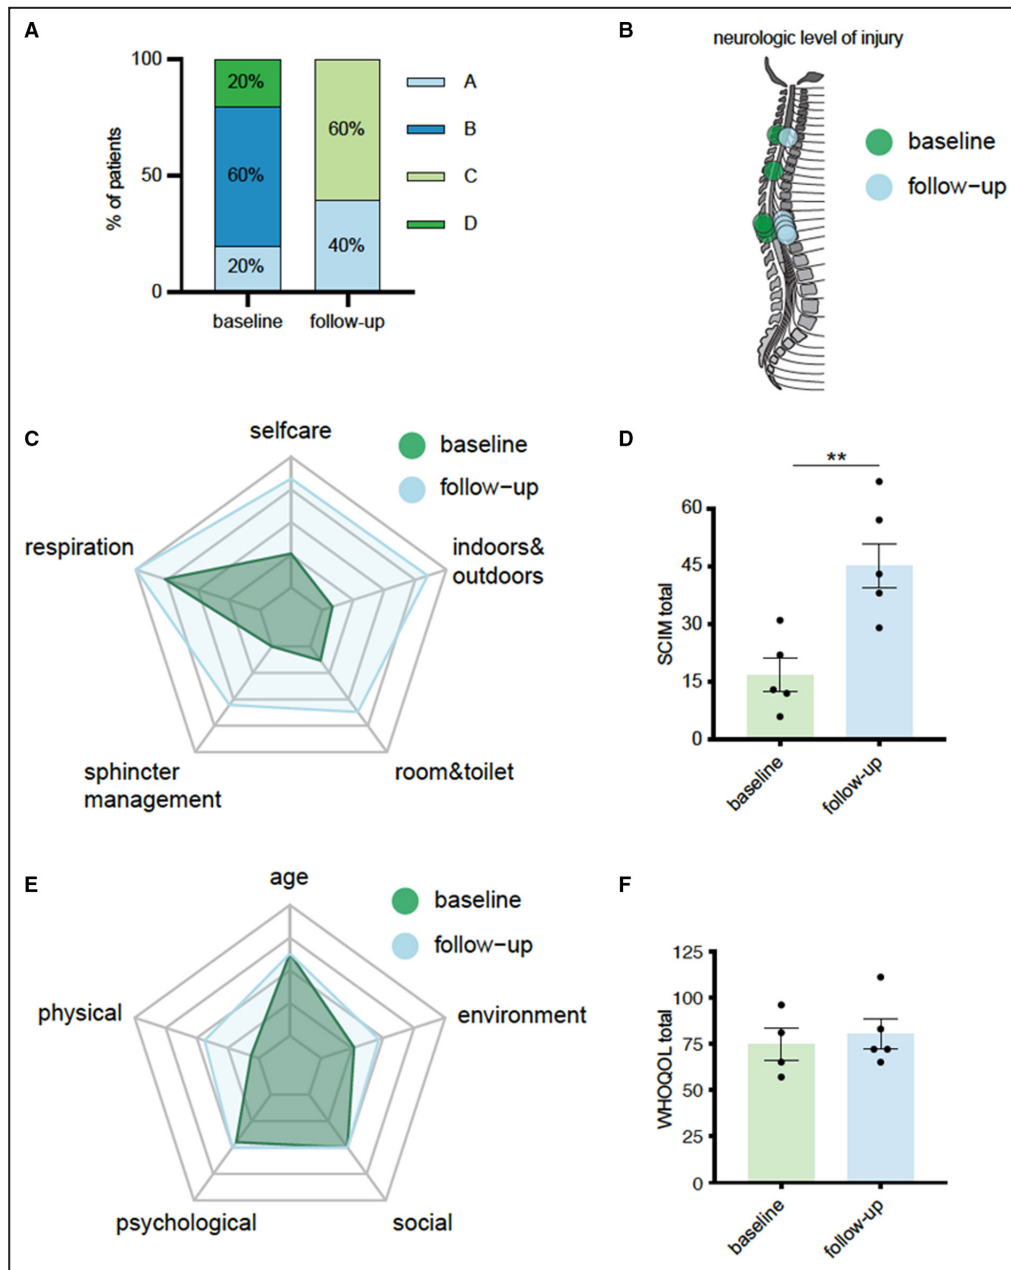 A
100
50
0
% of patients
20%
60%
20%
60%
40%
baseline
follow-up
A
B
C
D
B
neurologic level of injury
baseline
follow−up
C
selfcare
baseline
follow−up
respiration
indoors&
outdoors
sphincter
management
room&toilet
D
**
60
45
30
15
0
SCIM total
baseline
follow-up
E
age
baseline
follow−up
physical
environment
psychological
social
F
125
100
75
50
25
0
WHOQOL total
baseline
follow-up